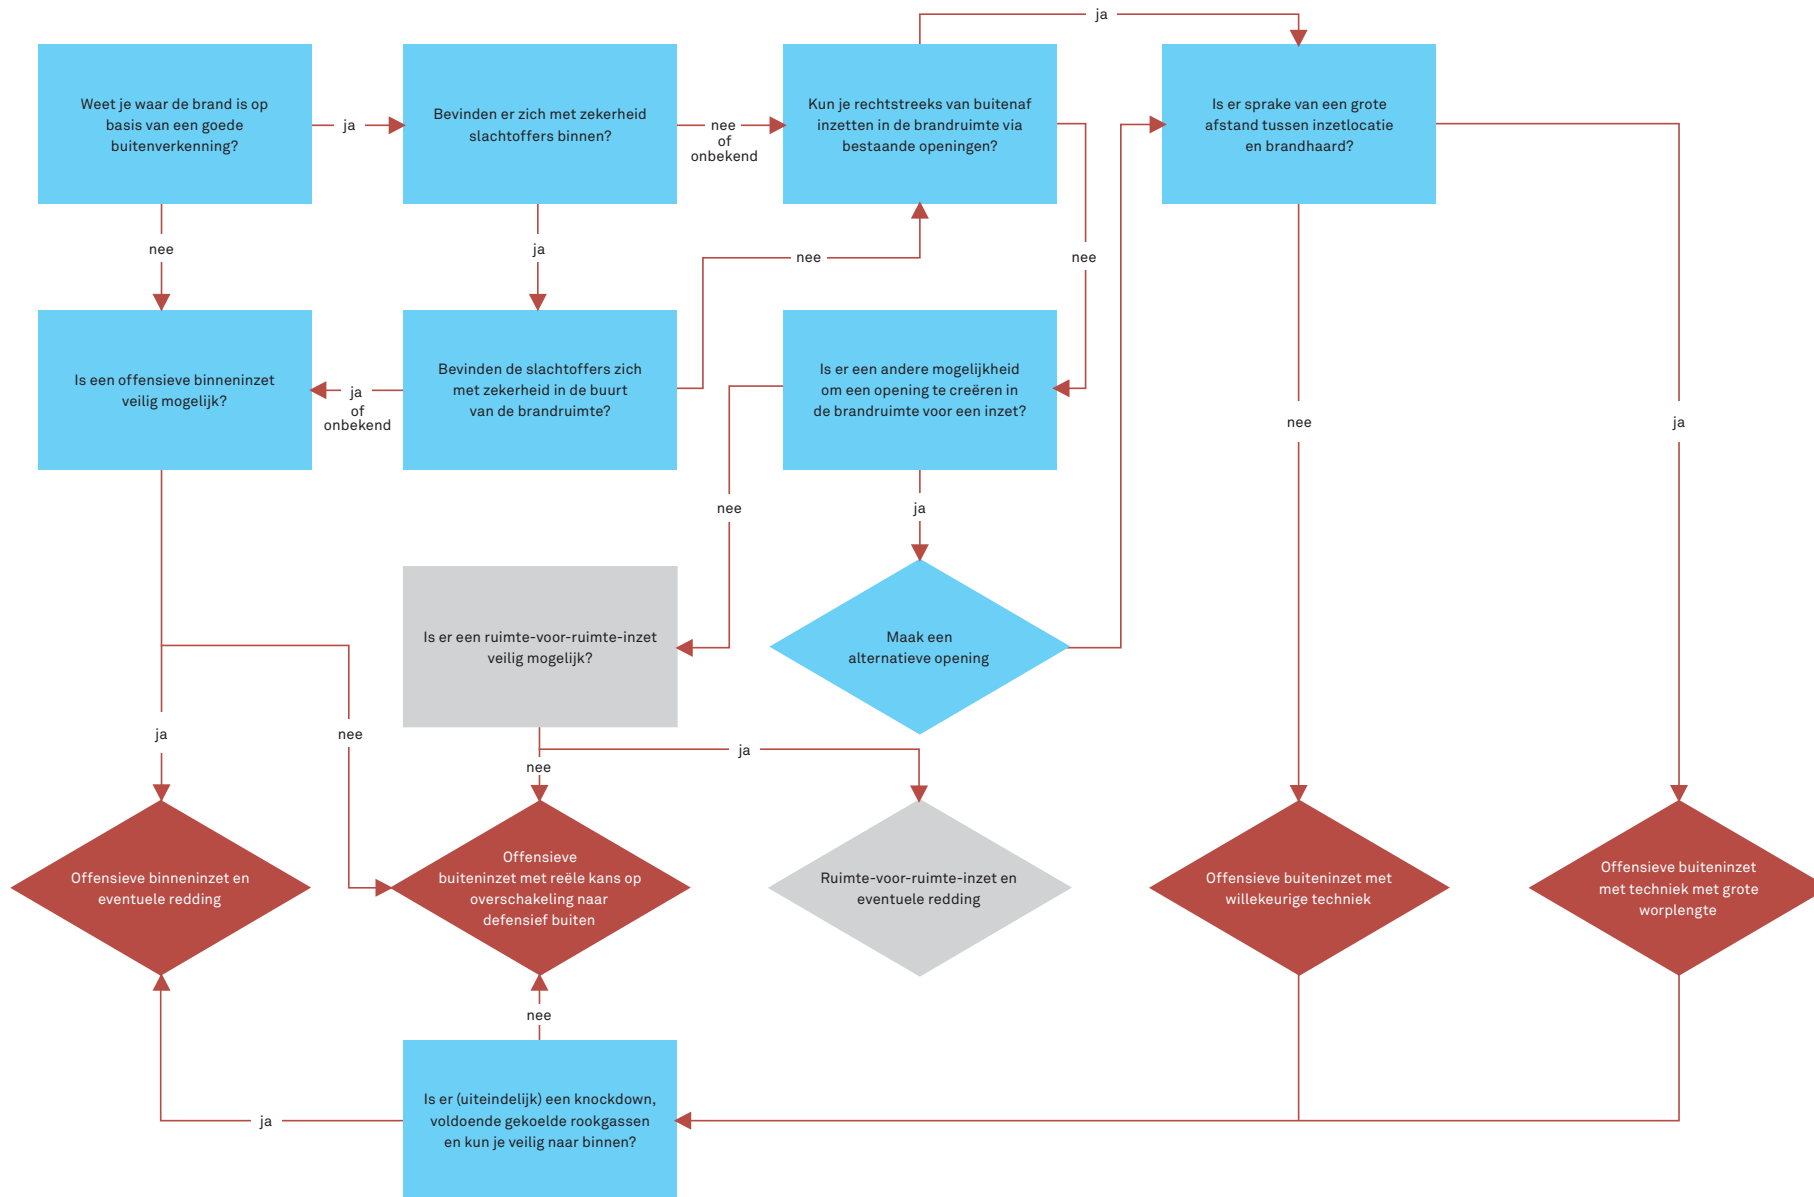 ja
Weet je waar de brand is op
basis van een goede
buitenverkenning?
ja
Bevinden er zich met zekerheid
slachtoffers binnen?
nee
of
onbekend
Kun je rechtstreeks van buitenaf
inzetten in de brandruimte via
bestaande openingen?
Is er sprake van een grote
afstand tussen inzetlocatie
en brandhaard?
nee
ja
nee
nee
Is een offensieve binneninzet
veilig mogelijk?
ja
of
onbekend
Bevinden de slachtoffers zich
met zekerheid in de buurt
van de brandruimte?
Is er een andere mogelijkheid
om een opening te creëren in
de brandruimte voor een inzet?
nee
ja
nee
ja
Is er een ruimte-voor-ruimte-inzet
veilig mogelijk?
Maak een
alternatieve opening
ja
nee
nee
ja
Offensieve binneninzet en
eventuele redding
Offensieve
buiteninzet met reële kans op
overschakeling naar
defensief buiten
Ruimte-voor-ruimte-inzet en
eventuele redding
Offensieve buiteninzet met
willekeurige techniek
Offensieve buiteninzet
met techniek met grote
worplengte
nee
ja
Is er (uiteindelijk) een knockdown,
voldoende gekoelde rookgassen
en kun je veilig naar binnen?